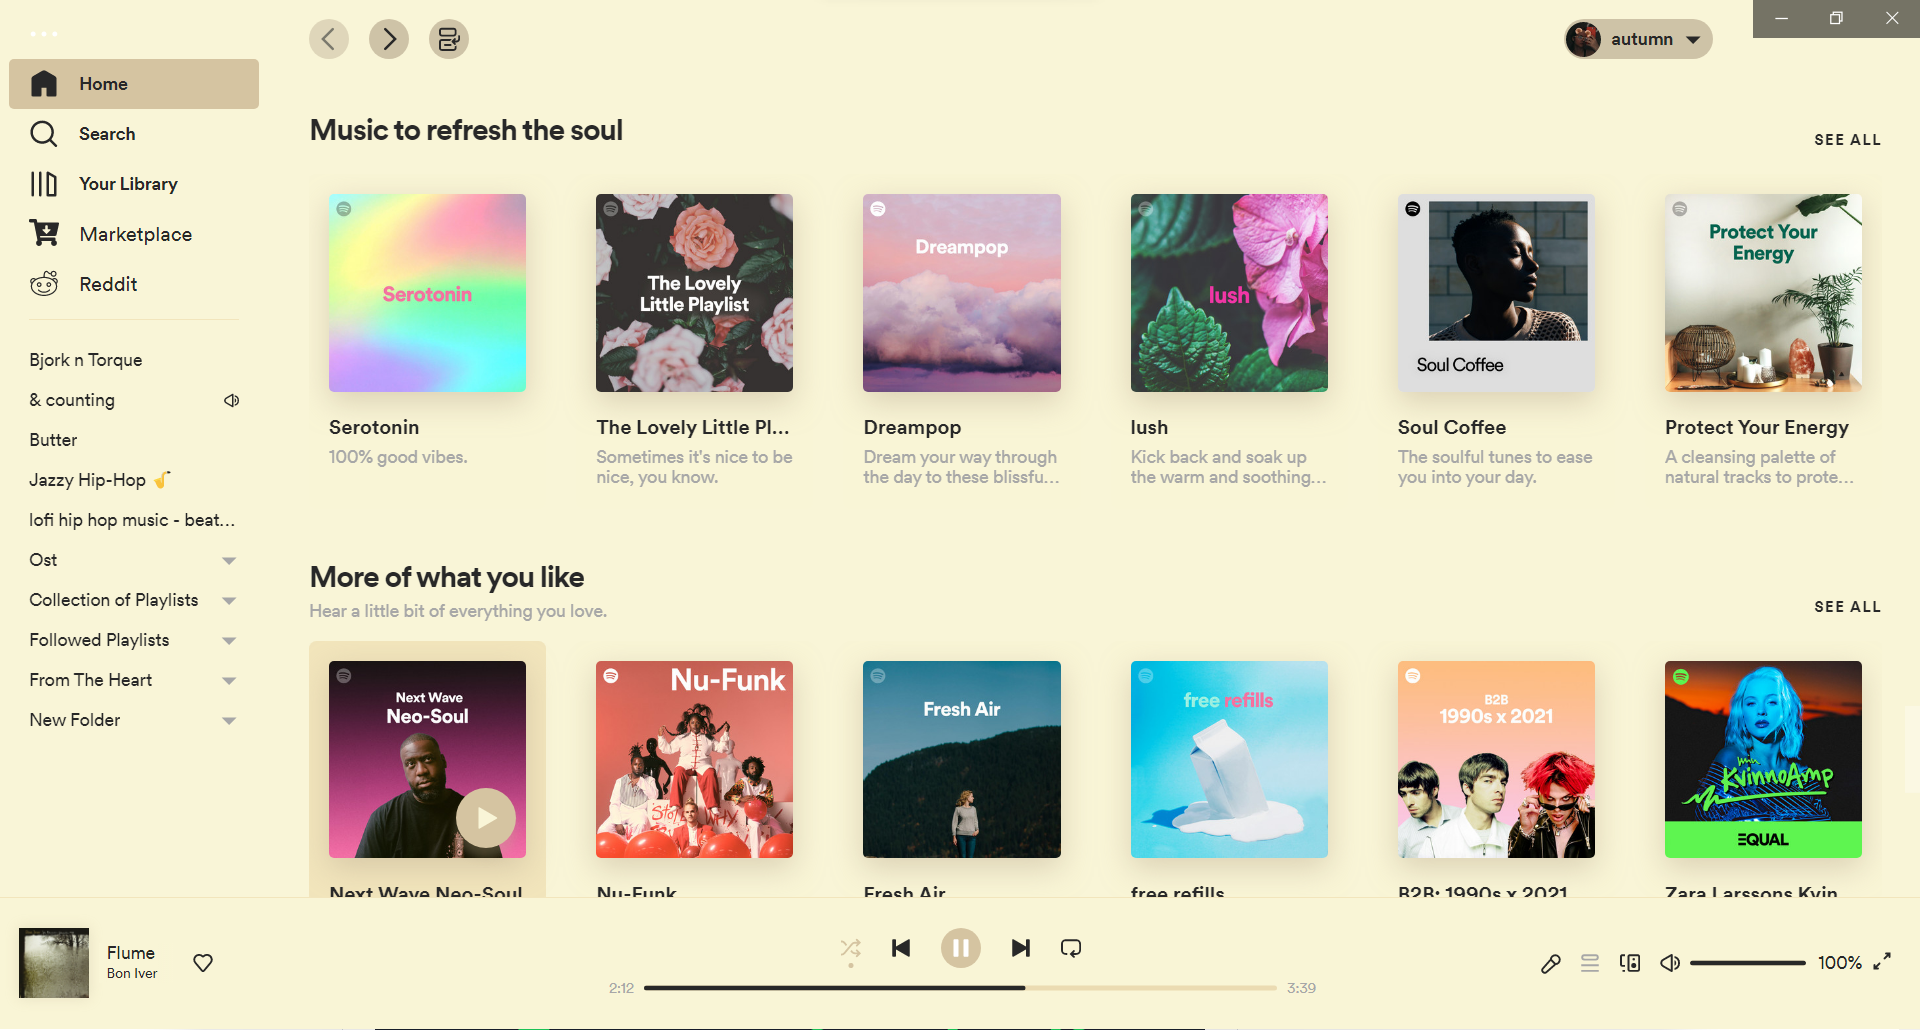 autumn
Home
Search
Your Library
Marketplace
Reddit
Bjork n Torque
& counting
Butter
Jazzy Hip-Hop 🎷
lofi hip hop music - beat...
Ost
Collection of Playlists
Followed Playlists
From The Heart
New Folder
Music to refresh the soul
SEE ALL
Serotonin
The Lovely
Little Playlist
Dreampop
lush
Soul Coffee
Protect Your
Energy
Serotonin
100% good vibes.
The Lovely Little Pl...
Sometimes it's nice to be
nice, you know.
Dreampop
Dream your way through
the day to these blissfu...
lush
Kick back and soak up
the warm and soothing...
Soul Coffee
The soulful tunes to ease
you into your day.
Protect Your Energy
A cleansing palette of
natural tracks to prote...
More of what you like
Hear a little bit of everything you love.
SEE ALL
Next Wave
Neo-Soul
Nu-Funk
Fresh Air
free refills
B2B
1990s x 2021
min
KvinnoAmp
EQUAL
Next Wave Neo-Soul
Nu-Funk
Fresh Air
free refills
B2B: 1990s x 2021
Zara Larssons Kvin
Flume
Bon Iver
2:12
3:39
100%